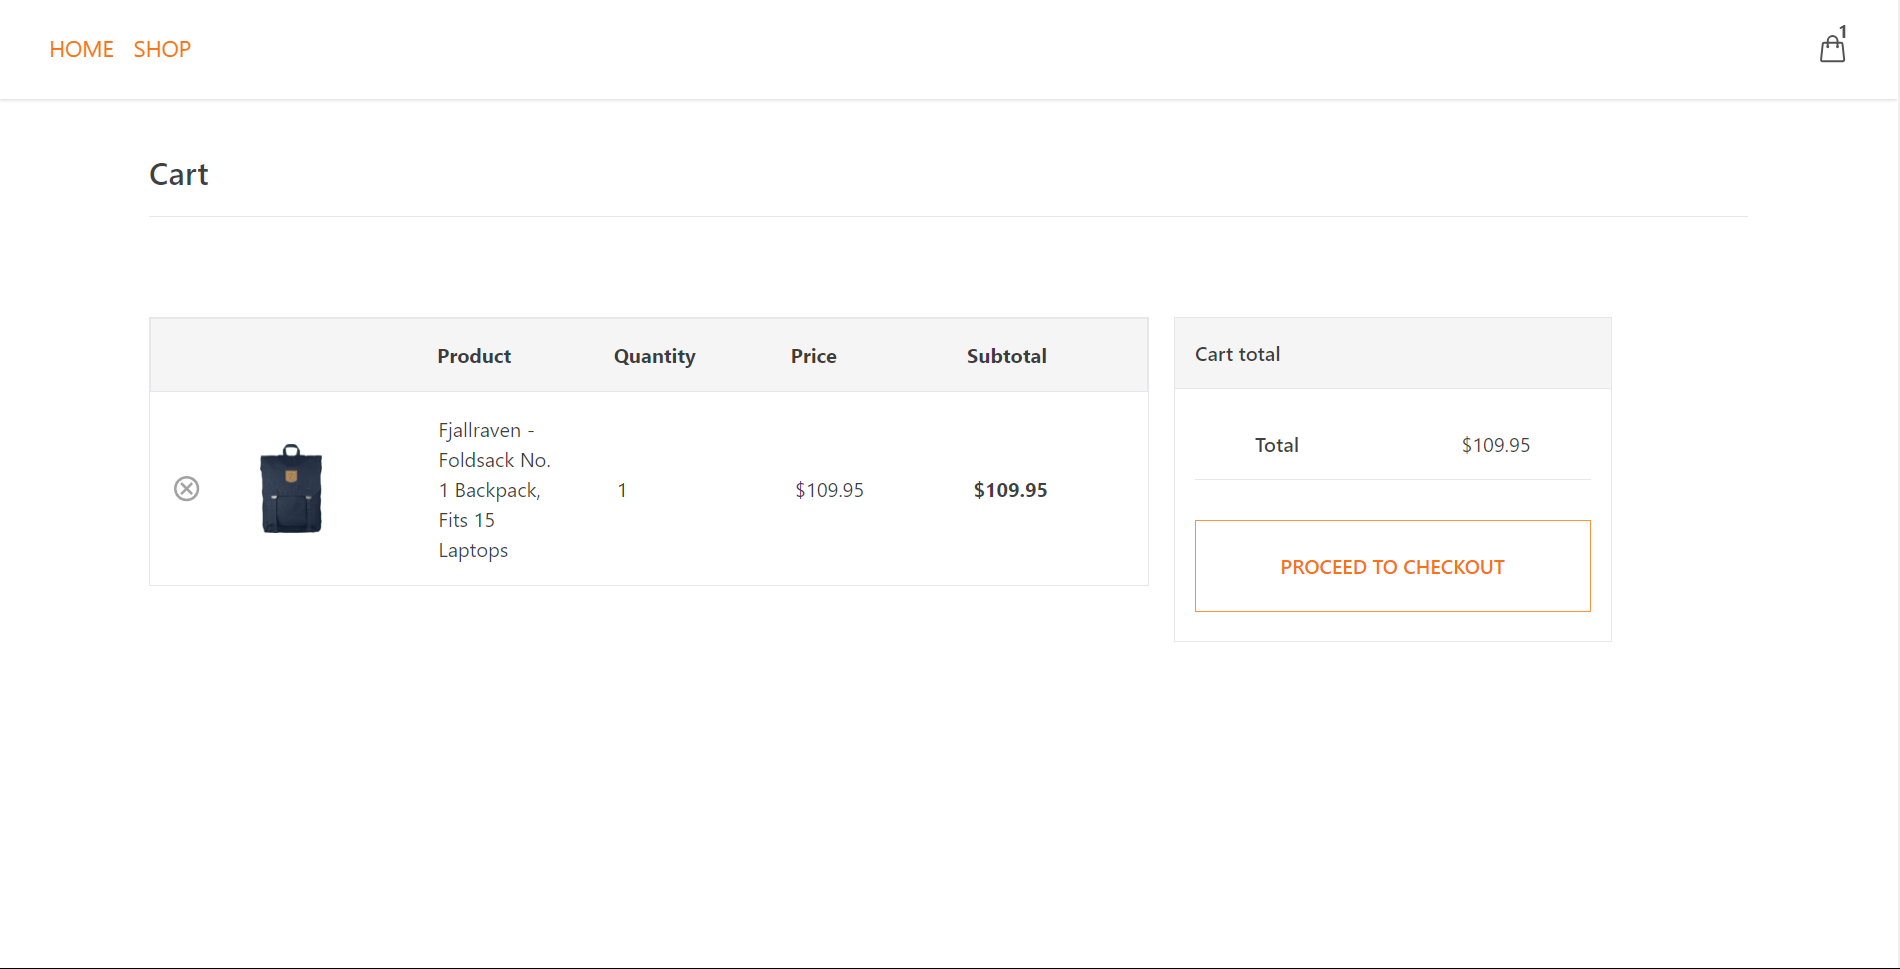 HOME SHOP
1
Cart
Product Quantity Price Subtotal
Fjallraven -
Foldsack No.
1 Backpack,
Fits 15
Laptops
1
$109.95
$109.95
Cart total
Total $109.95
PROCEED TO CHECKOUT